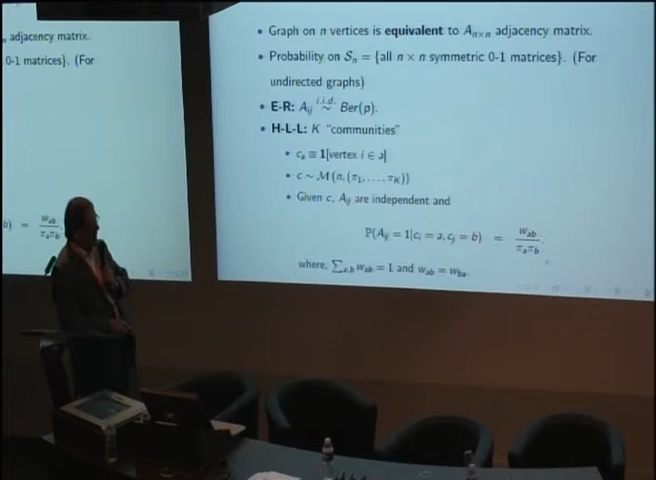 adjacency matrix.
0-1 matrices}. (For
b) = w_ab / π_a π_b
• Graph on n vertices is equivalent to A_{n×n} adjacency matrix.
• Probability on S_n = {all n × n symmetric 0-1 matrices}. (For
undirected graphs)
• E-R: A_ij i.i.d. ~ Ber(p).
• H-L-L: K "communities"
• c_a ≡ 1[vertex i ∈ a]
• c ~ M(n, (π_1, ..., π_K))
• Given c, A_ij are independent and
P(A_ij = 1|c_i = a, c_j = b) = w_ab / π_a π_b
where, ∑_{a,b} w_ab = 1 and w_ab = w_ba.